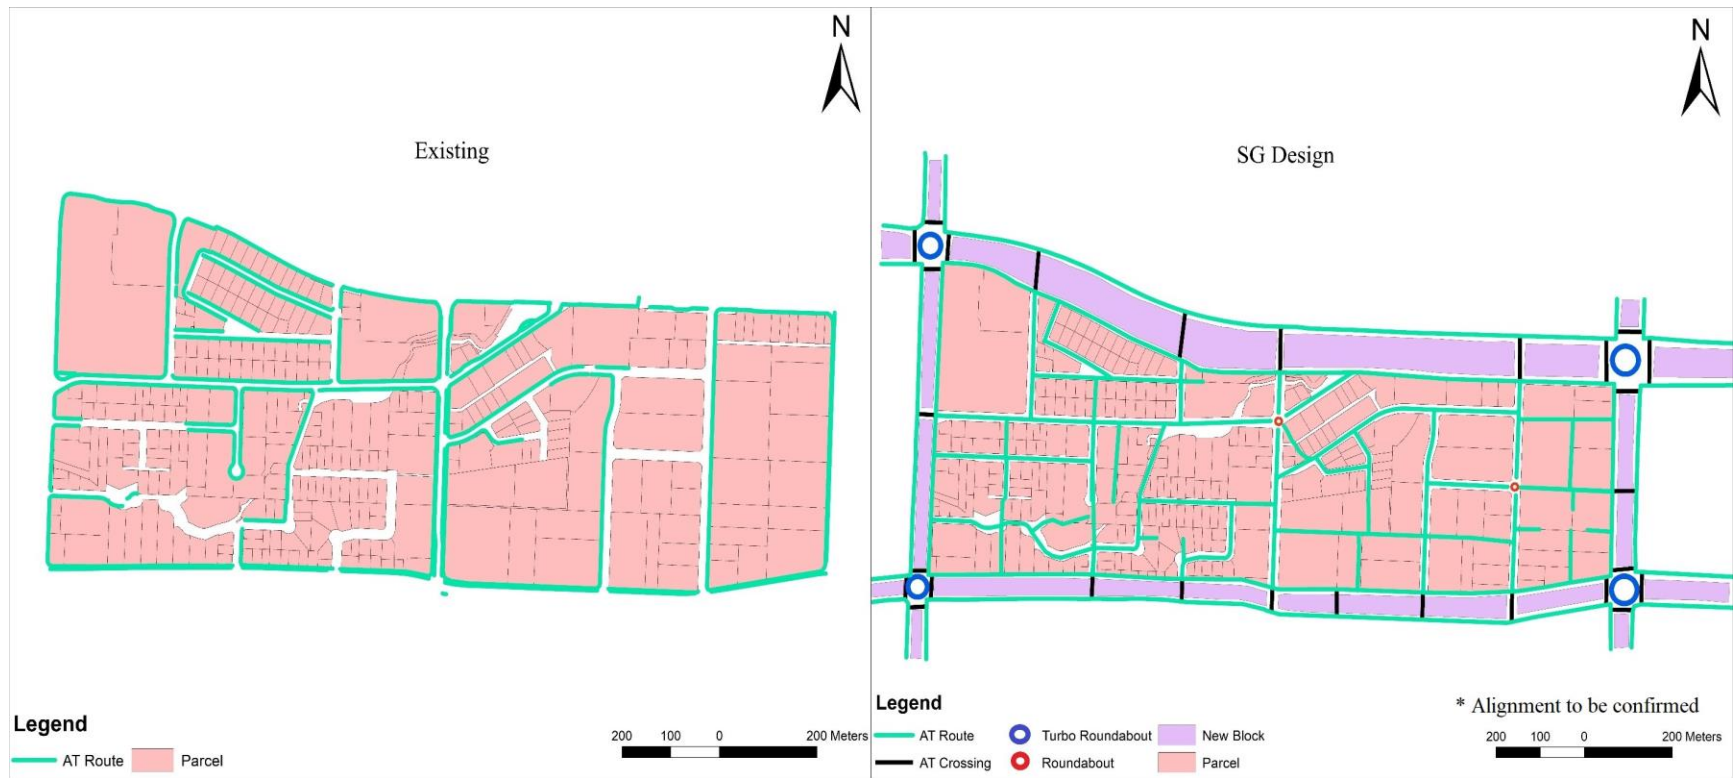 N
Existing
Legend
AT Route
Parcel
200 100 0 200 Meters
N
SG Design
* Alignment to be confirmed
Legend
AT Route
Turbo Roundabout
New Block
AT Crossing
Roundabout
Parcel
200 100 0 200 Meters